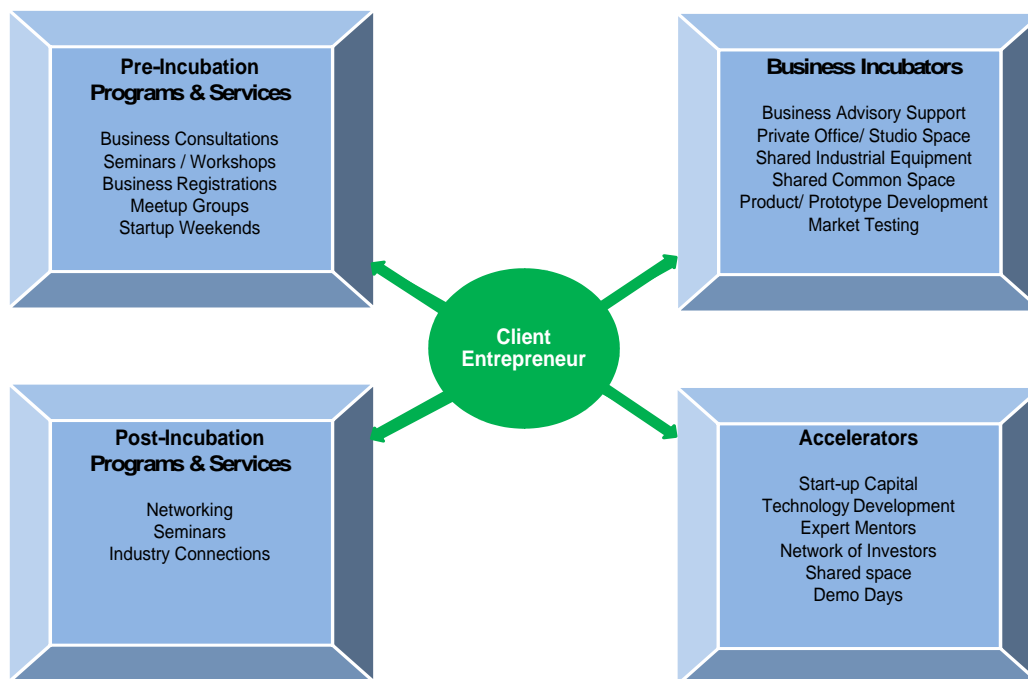 Pre-Incubation
Programs & Services
Business Consultations
Seminars / Workshops
Business Registrations
Meetup Groups
Startup Weekends
Business Incubators
Business Advisory Support
Private Office/ Studio Space
Shared Industrial Equipment
Shared Common Space
Product/ Prototype Development
Market Testing
Client
Entrepreneur
Post-Incubation
Programs & Services
Networking
Seminars
Industry Connections
Accelerators
Start-up Capital
Technology Development
Expert Mentors
Network of Investors
Shared space
Demo Days